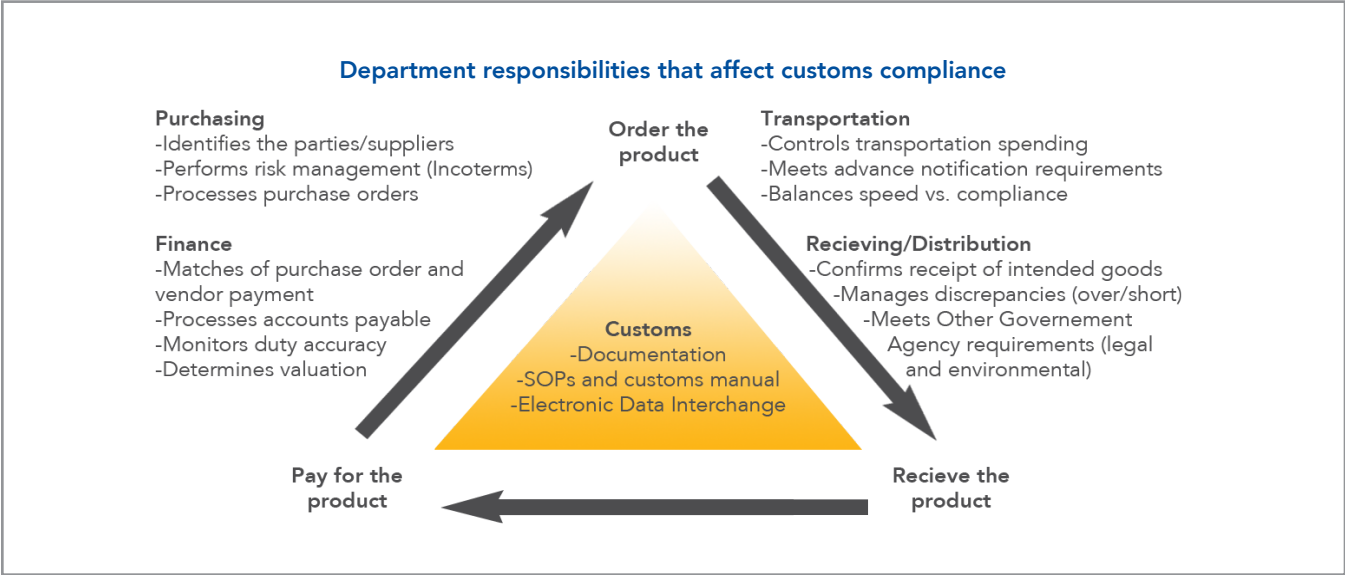 Department responsibilities that affect customs compliance
Purchasing
-Identifies the parties/suppliers
-Performs risk management (Incoterms)
-Processes purchase orders
Order the
product
Transportation
-Controls transportation spending
-Meets advance notification requirements
-Balances speed vs. compliance
Finance
-Matches of purchase order and
vendor payment
-Processes accounts payable
-Monitors duty accuracy
-Determines valuation
Recieving/Distribution
-Confirms receipt of intended goods
-Manages discrepancies (over/short)
-Meets Other Governement
Agency requirements (legal
and environmental)
Customs
-Documentation
-SOPs and customs manual
-Electronic Data Interchange
Pay for the
product
Recieve the
product